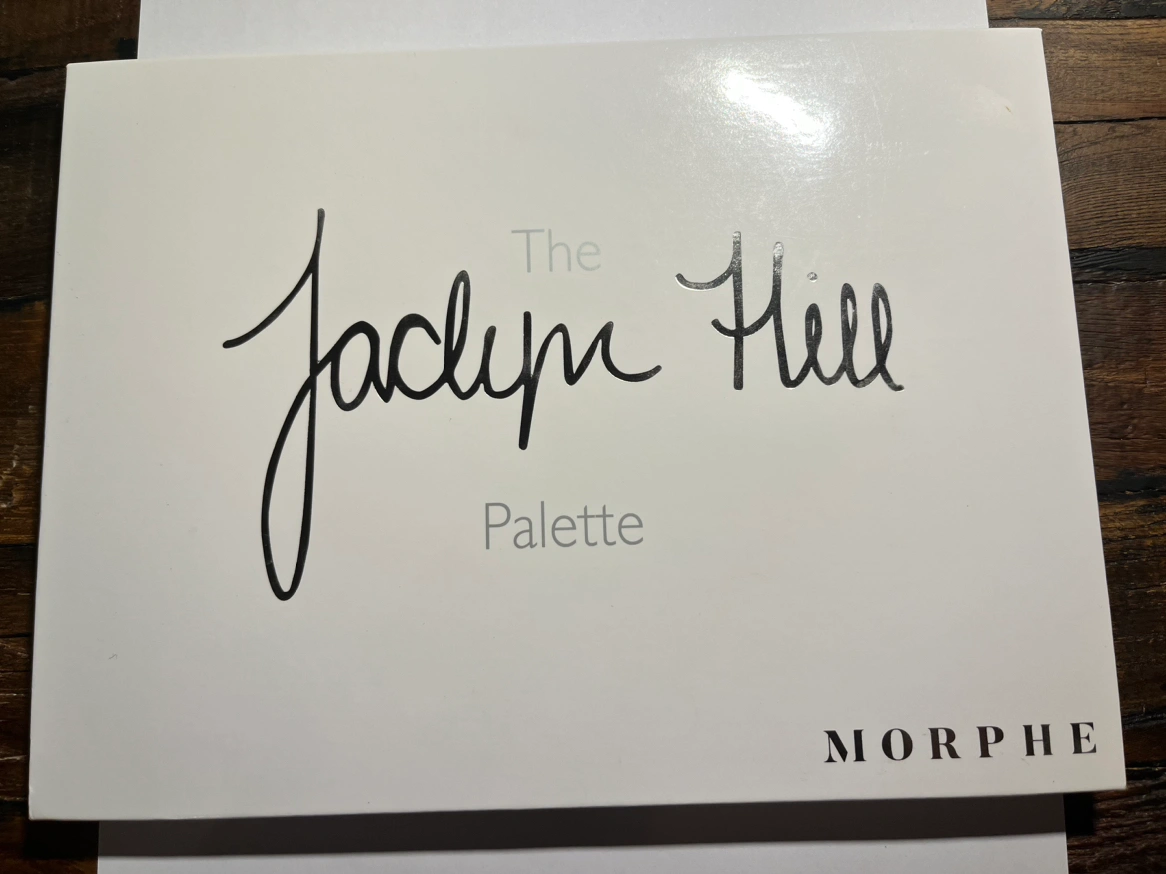 The
Jaclyn Hill
Palette
MORPHE